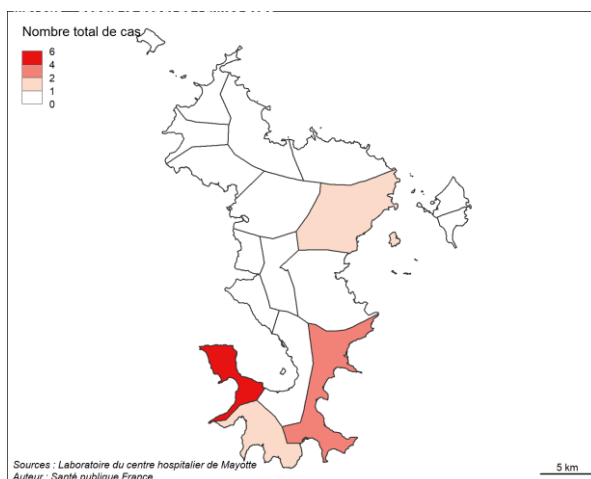 Nombre total de cas
6
4
2
1
0
Sources : Laboratoire du centre hospitalier de Mayotte
Auteur : Santé publique France
5 km